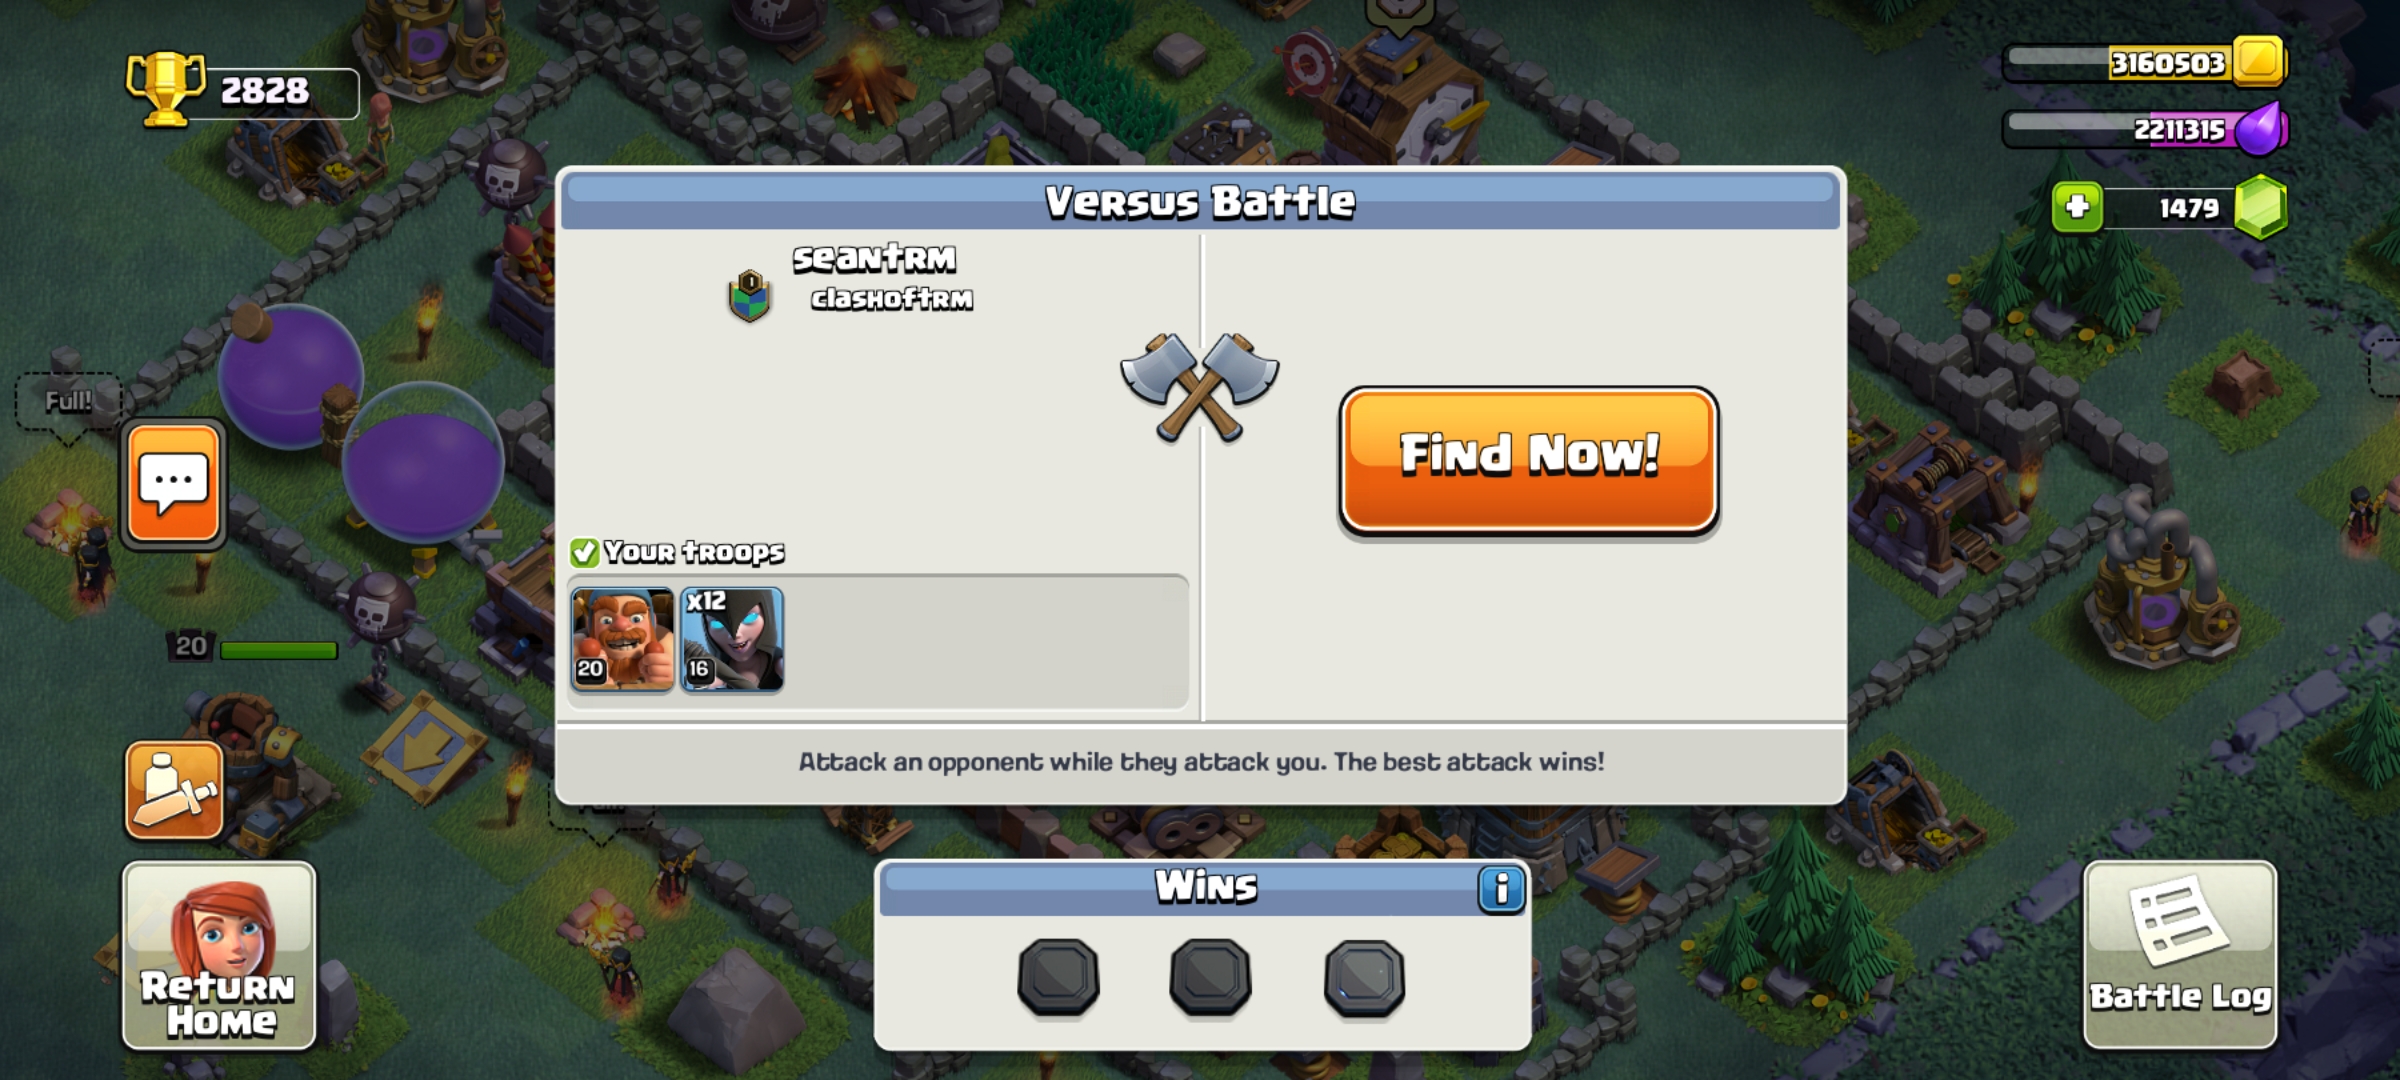 2828
3160503
2211315
1479
Versus Battle
seantrm
clashoftrm
Full!
Find Now!
Your troops
x12
20
16
20
Attack an opponent while they attack you. The best attack wins!
Wins
i
Return
Home
Battle Log